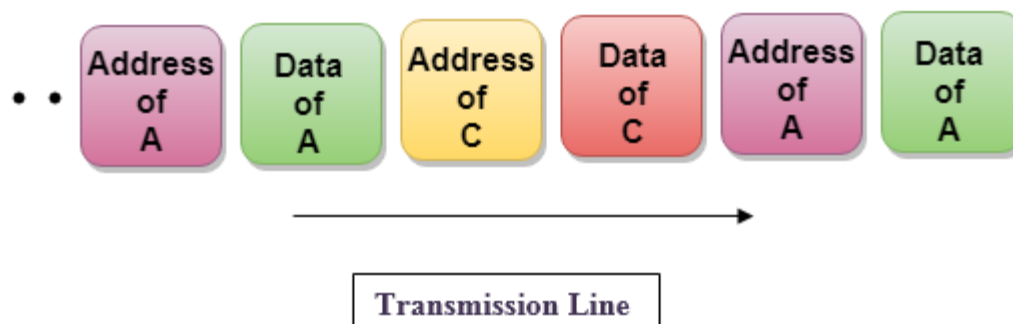 Address
of
A
Data
of
A
Address
of
C
Data
of
C
Address
of
A
Data
of
A
Transmission Line